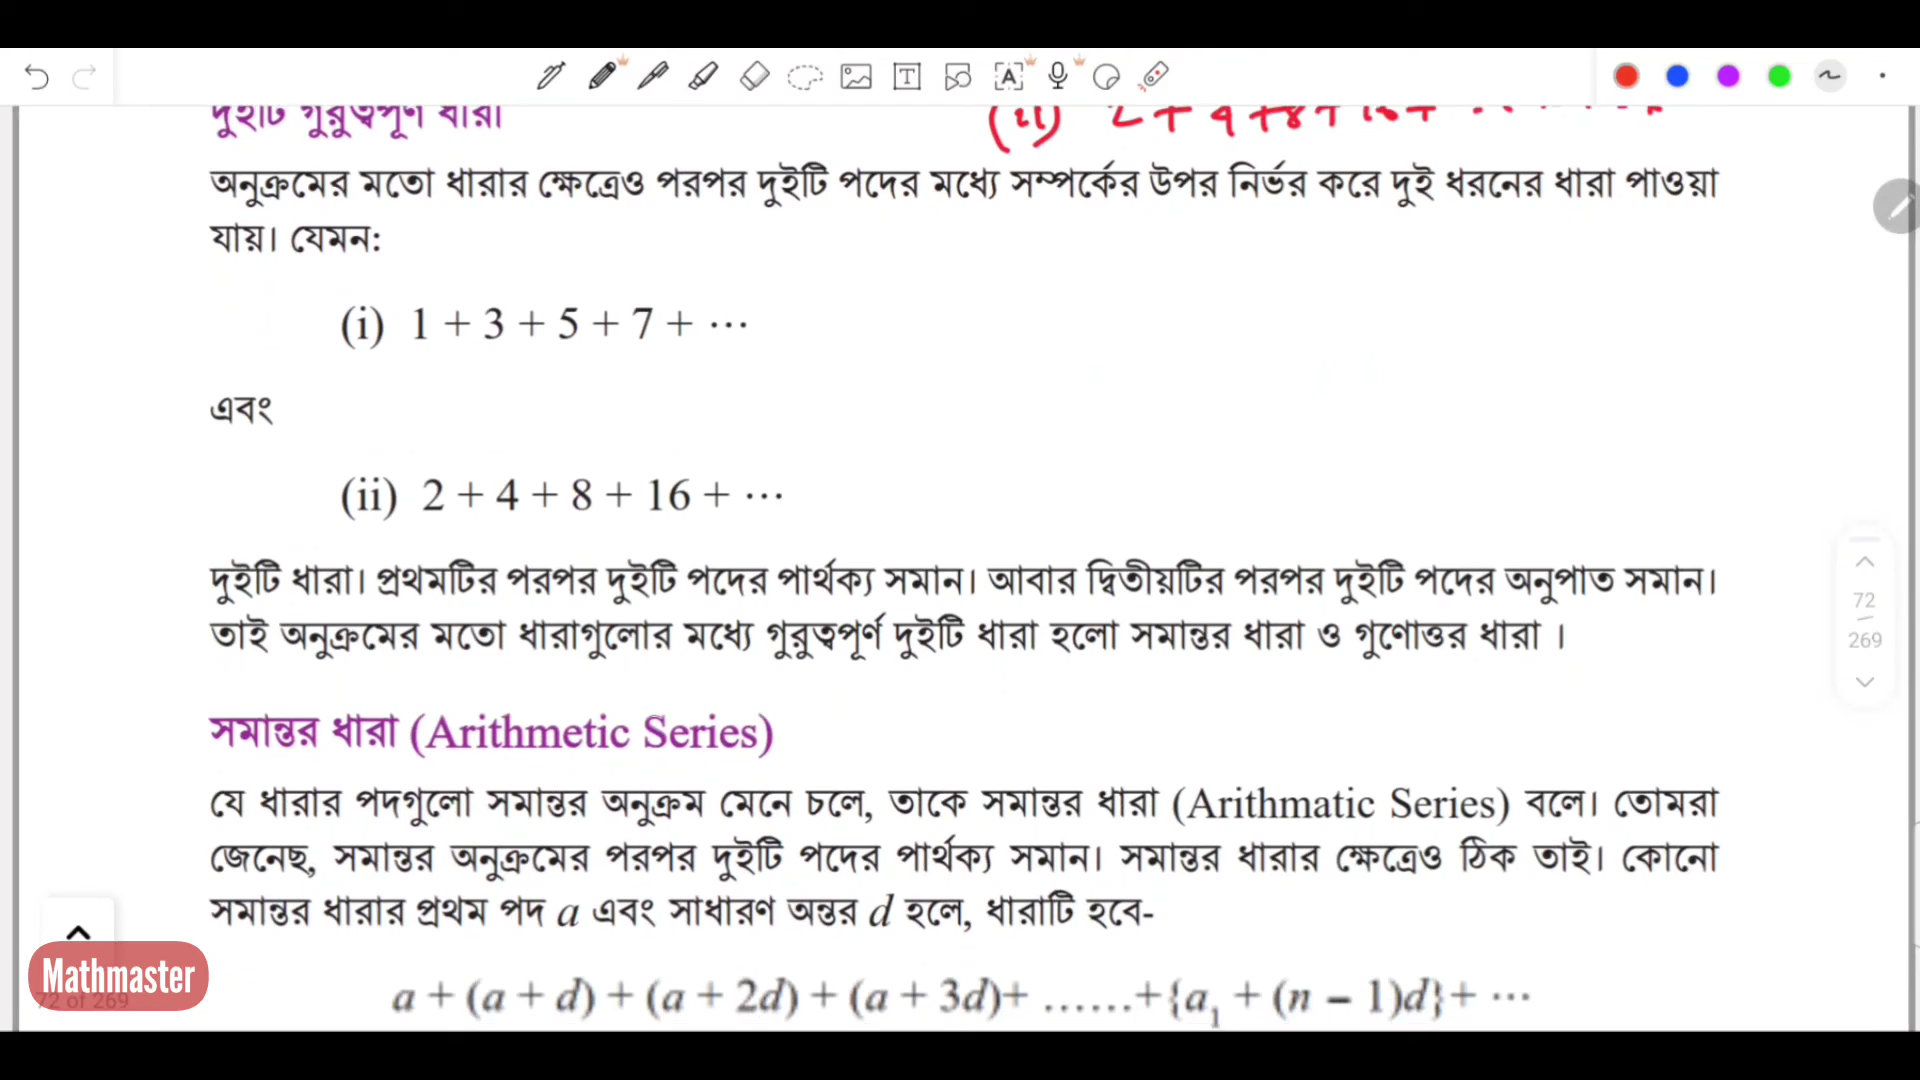 দুইটি গুরুত্বপূর্ণ ধারা
(ii) 2 + 4 + 8 + 16 +
অনুক্রমের মতো ধারার ক্ষেত্রেও পরপর দুইটি পদের মধ্যে সম্পর্কের উপর নির্ভর করে দুই ধরনের ধারা পাওয়া
যায়। যেমন:
(i) 1 + 3 + 5 + 7 + ···
এবং
(ii) 2 + 4 + 8 + 16 + ···
দুইটি ধারা। প্রথমটির পরপর দুইটি পদের পার্থক্য সমান। আবার দ্বিতীয়টির পরপর দুইটি পদের অনুপাত সমান।
তাই অনুক্রমের মতো ধারাগুলোর মধ্যে গুরুত্বপূর্ণ দুইটি ধারা হলো সমান্তর ধারা ও গুণোত্তর ধারা ।
72
269
সমান্তর ধারা (Arithmetic Series)
যে ধারার পদগুলো সমান্তর অনুক্রম মেনে চলে, তাকে সমান্তর ধারা (Arithmatic Series) বলে। তোমরা
জেনেছ, সমান্তর অনুক্রমের পরপর দুইটি পদের পার্থক্য সমান। সমান্তর ধারার ক্ষেত্রেও ঠিক তাই। কোনো
সমান্তর ধারার প্রথম পদ a এবং সাধারণ অন্তর d হলে, ধারাটি হবে-
Mathmaster
72 of 269
a + (a + d) + (a + 2d) + (a + 3d)+ ......+{a₁ + (n – 1)d}+ ···